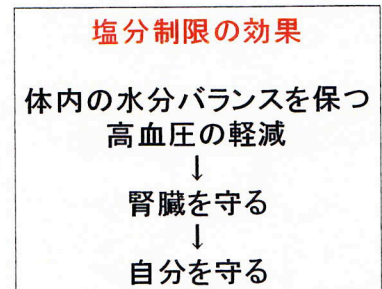 塩分制限の効果
体内の水分バランスを保つ
高血圧の軽減
↓
腎臓を守る
↓
自分を守る